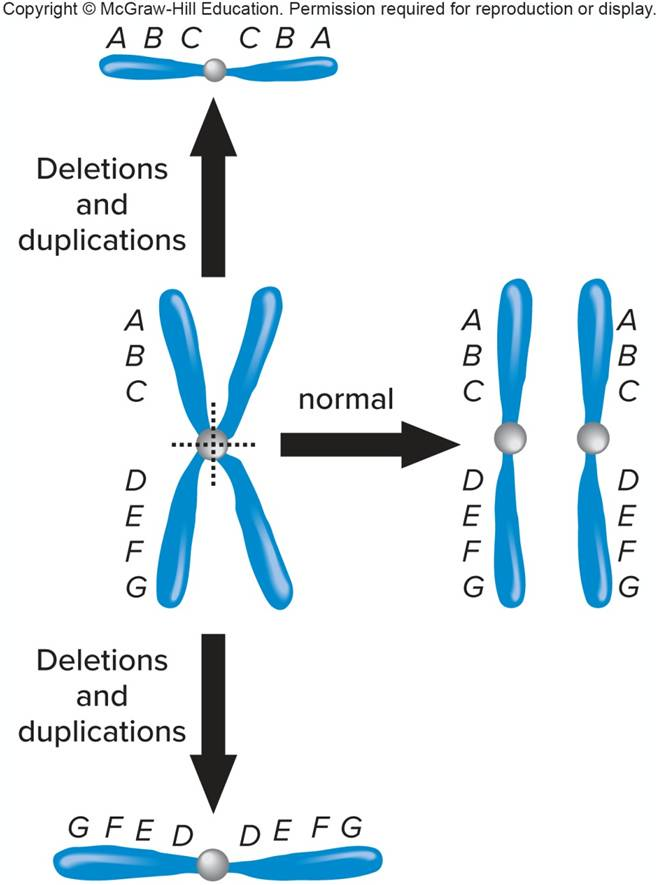 Copyright © McGraw-Hill Education. Permission required for reproduction or display.
A B C C B A
Deletions
and
duplications
A
B
C
D
E
F
G
normal
A
B
C
D
E
F
G
A
B
C
D
E
F
G
Deletions
and
duplications
G F E D D E F G